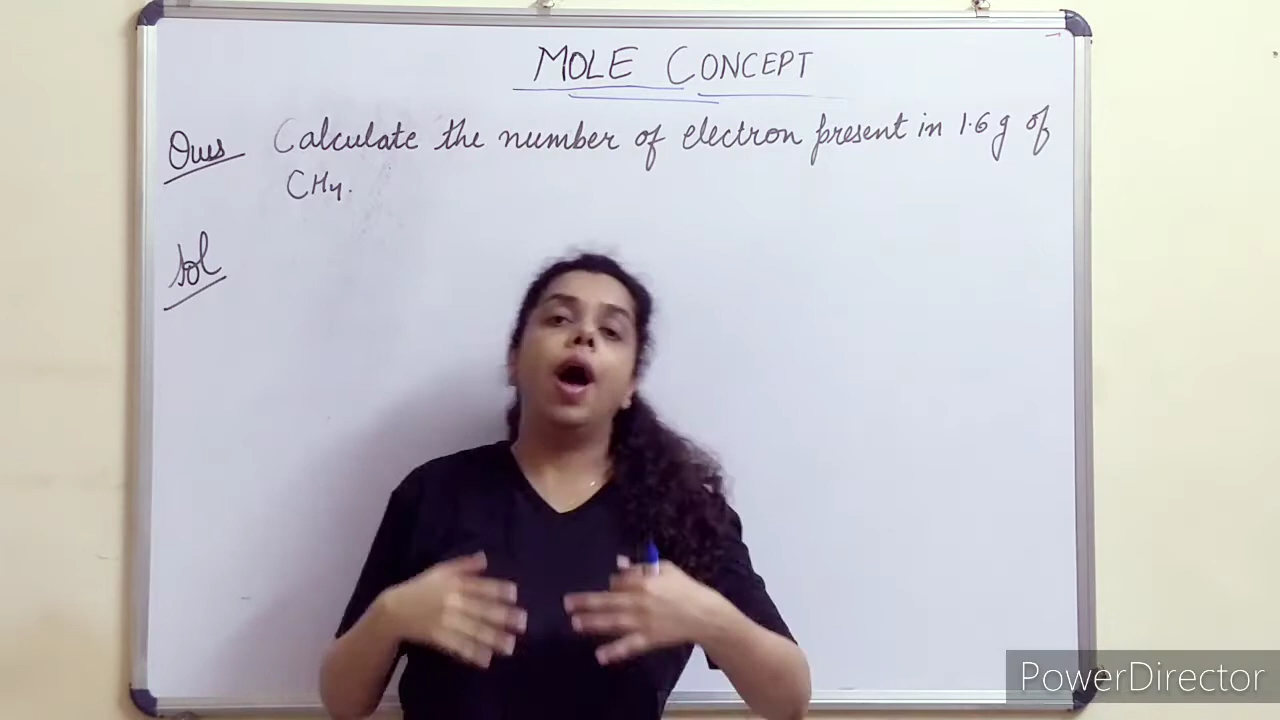 MOLE CONCEPT
Ques Calculate the number of electron present in 1.6 g of
CH4.
Sol
PowerDirector